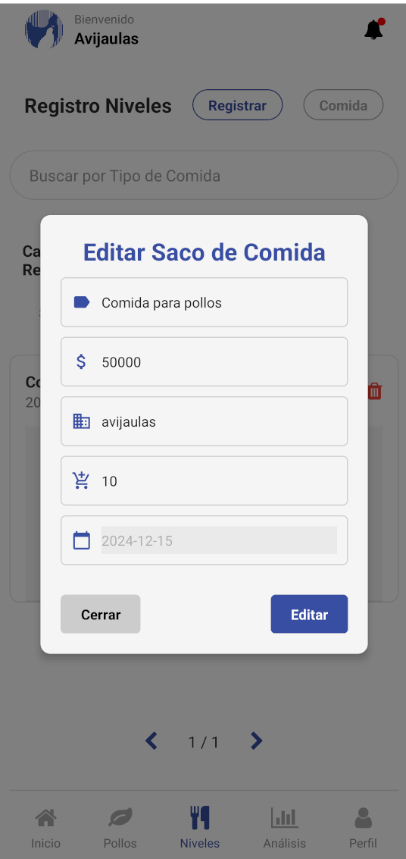 Bienvenido
Avijaulas
Registro Niveles
Registrar
Comida
Buscar por Tipo de Comida
Ca
Re
Editar Saco de Comida
Comida para pollos
$ 50000
Co
20
avijaulas
10
2024-12-15
Cerrar
Editar
1 / 1
Inicio
Pollos
Niveles
Análisis
Perfil